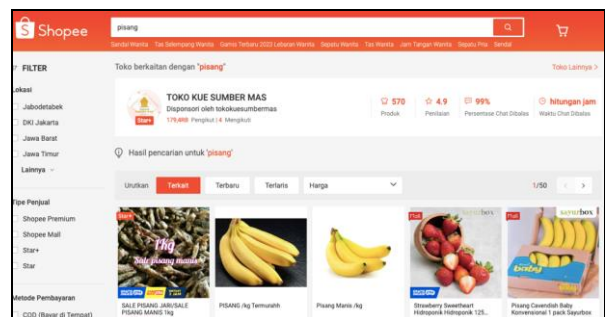 Shopee
pisang
Sandal Wanita Tas Selempang Wanita Gamis Terbaru 2023 Lebaran Wanita Sepatu Wanita Tas Wanita Jam Tangan Wanita Sepatu Pria Sandal
FILTER
Toko berkaitan dengan "pisang"
Toko Lainnya >
Lokasi
Jabodetabek
DKI Jakarta
Jawa Barat
Jawa Timur
Lainnya
TOKO KUE SUMBER MAS
Disponsori oleh tokokuesumbermas
Pengikut | 4 Mengikuti
Star+
570
Produk
4.9
Penilaian
99%
Persentase Chat Dibalas
hitungan jam
Waktu Chat Dibalas
Hasil pencarian untuk 'pisang'
Urutkan Terkait Terbaru Terlaris Harga
1/50
Tipe Penjual
Shopee Premium
Shopee Mall
Star+
Star
Metode Pembayaran
COD (Bayar di Tempat)
Star+
1kg
Sale pisang manis
SALE PISANG JARI/SALE
PISANG MANIS 1kg
PISANG /kg Termurahh
Pisang Manis /kg
Mall
sayurbox
Strawberry Sweetheart
Hidroponik Hidroponik 125...
Mall
sayurbox
baby
Pisang Cavendish Baby
Konvensional 1 pack Sayurbox